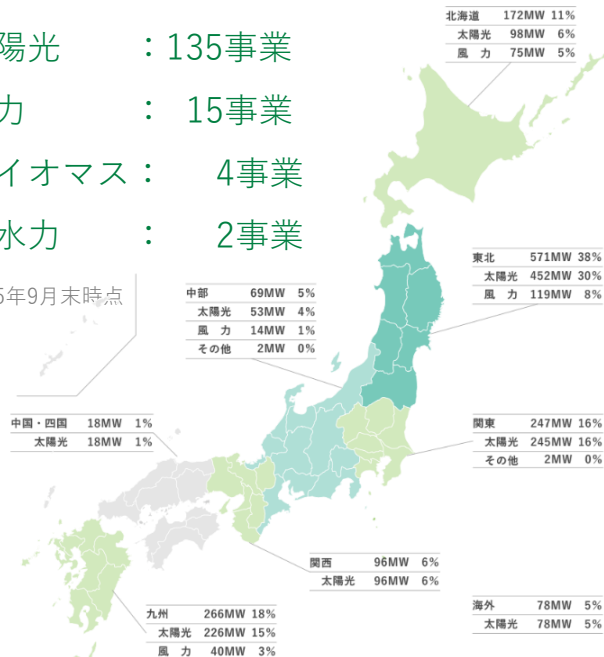 陽光 ：135事業
力 ： 15事業
イオマス： 4事業
水力 ： 2事業
5年9月末時点
北海道 172MW 11%
太陽光 98MW 6%
風 力 75MW 5%
東北 571MW 38%
太陽光 452MW 30%
風 力 119MW 8%
中部 69MW 5%
太陽光 53MW 4%
風 力 14MW 1%
その他 2MW 0%
中国・四国 18MW 1%
太陽光 18MW 1%
関東 247MW 16%
太陽光 245MW 16%
その他 2MW 0%
関西 96MW 6%
太陽光 96MW 6%
九州 266MW 18%
太陽光 226MW 15%
風 力 40MW 3%
海外 78MW 5%
太陽光 78MW 5%